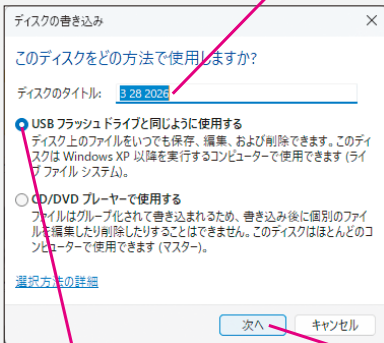 ディスクの書き込み
このディスクをどの方法で使用しますか?
ディスクのタイトル: 3 28 2026
USB フラッシュ ドライブと同じように使用する
ディスク上のファイルをいつでも保存、編集、および削除できます。このディ
スクは Windows XP 以降を実行するコンピューターで使用できます (ライ
ブ ファイル システム)。
CD/DVD プレーヤーで使用する
ファイルはグループ化されて書き込まれるため、書き込み後に個別のファイ
ルを編集したり削除したりすることはできません。このディスクはほとんどのコ
ンピューターで使用できます (マスター)。
選択方法の詳細
次へ キャンセル